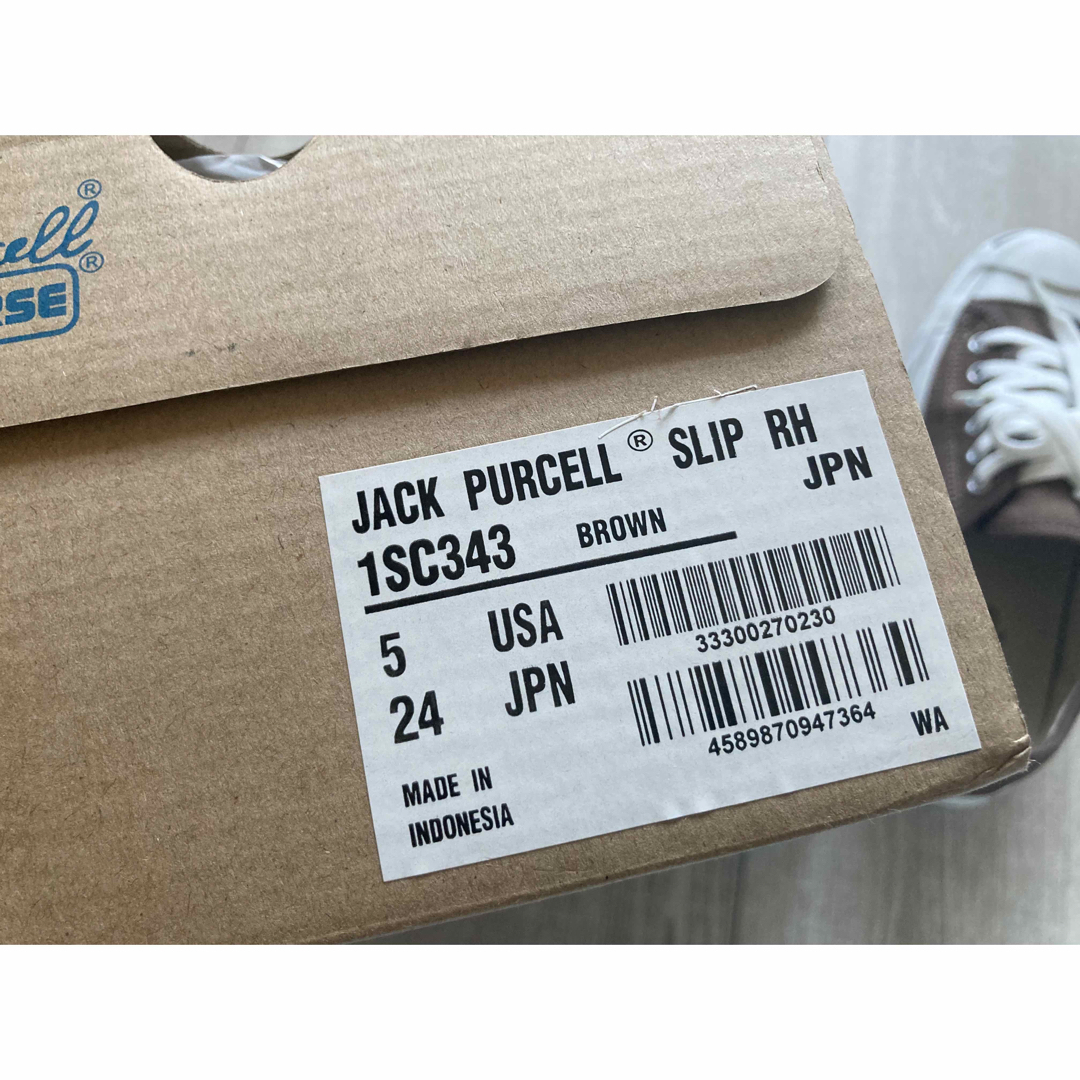 ®
®
JACK PURCELL® SLIP RH
JPN
1SC343 BROWN
5 USA
24 JPN
33300270230
4589870947364
WA
MADE IN
INDONESIA